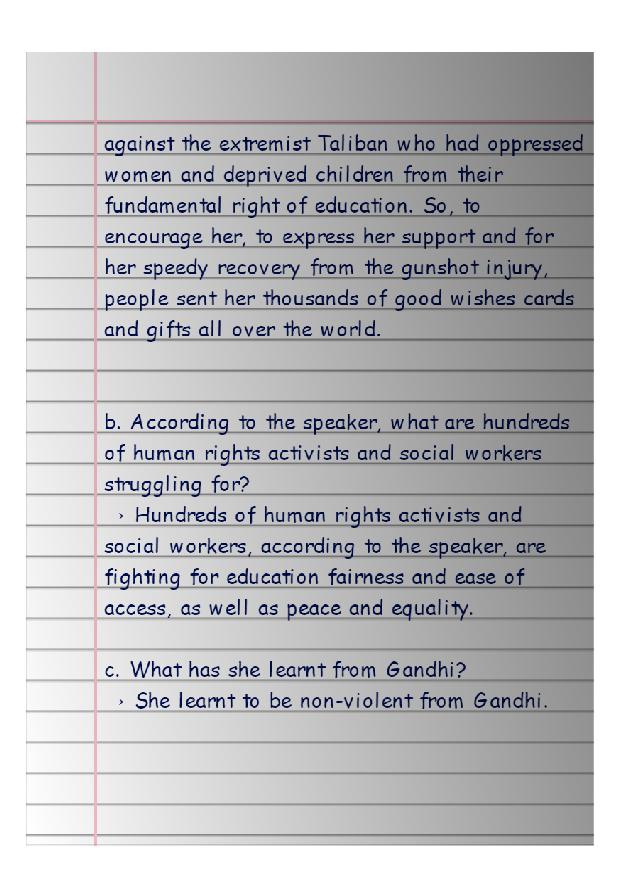 against the extremist Taliban who had oppressed
women and deprived children from their
fundamental right of education. So, to
encourage her, to express her support and for
her speedy recovery from the gunshot injury,
people sent her thousands of good wishes cards
and gifts all over the world.
b. According to the speaker, what are hundreds
of human rights activists and social workers
struggling for?
› Hundreds of human rights activists and
social workers, according to the speaker, are
fighting for education fairness and ease of
access, as well as peace and equality.
c. What has she learnt from Gandhi?
› She learnt to be non-violent from Gandhi.